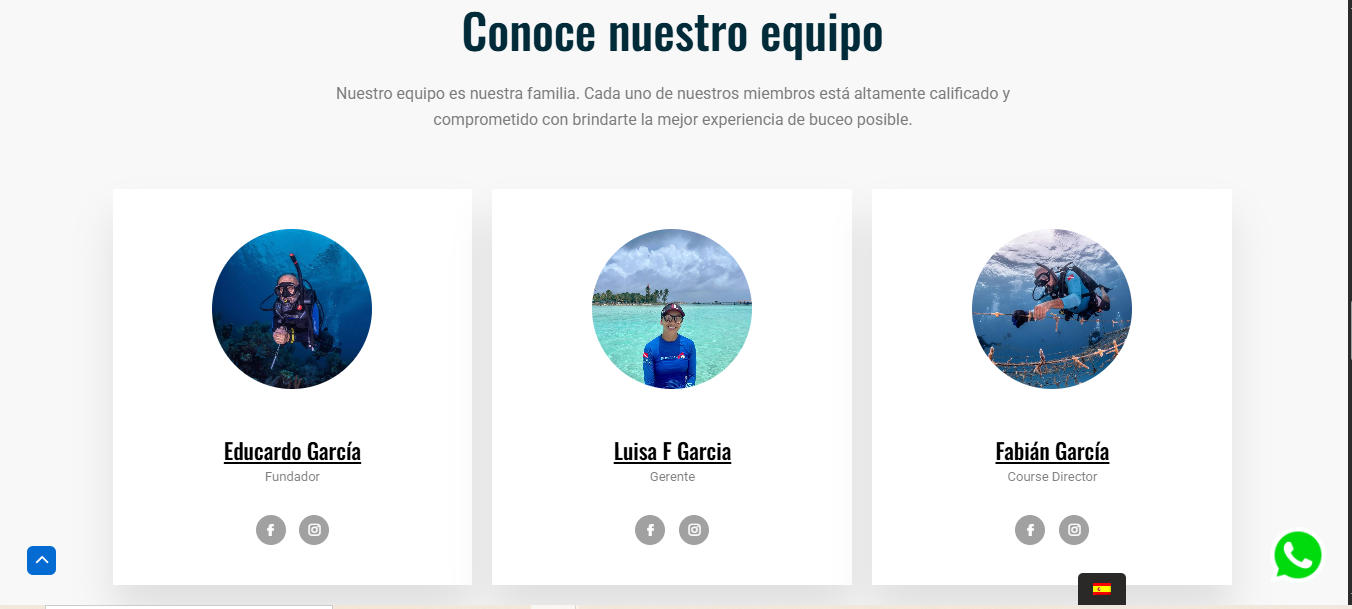 Conoce nuestro equipo
Nuestro equipo es nuestra familia. Cada uno de nuestros miembros está altamente calificado y
comprometido con brindarte la mejor experiencia de buceo posible.
Educardo García
Fundador
Luisa F Garcia
Gerente
Fabián García
Course Director